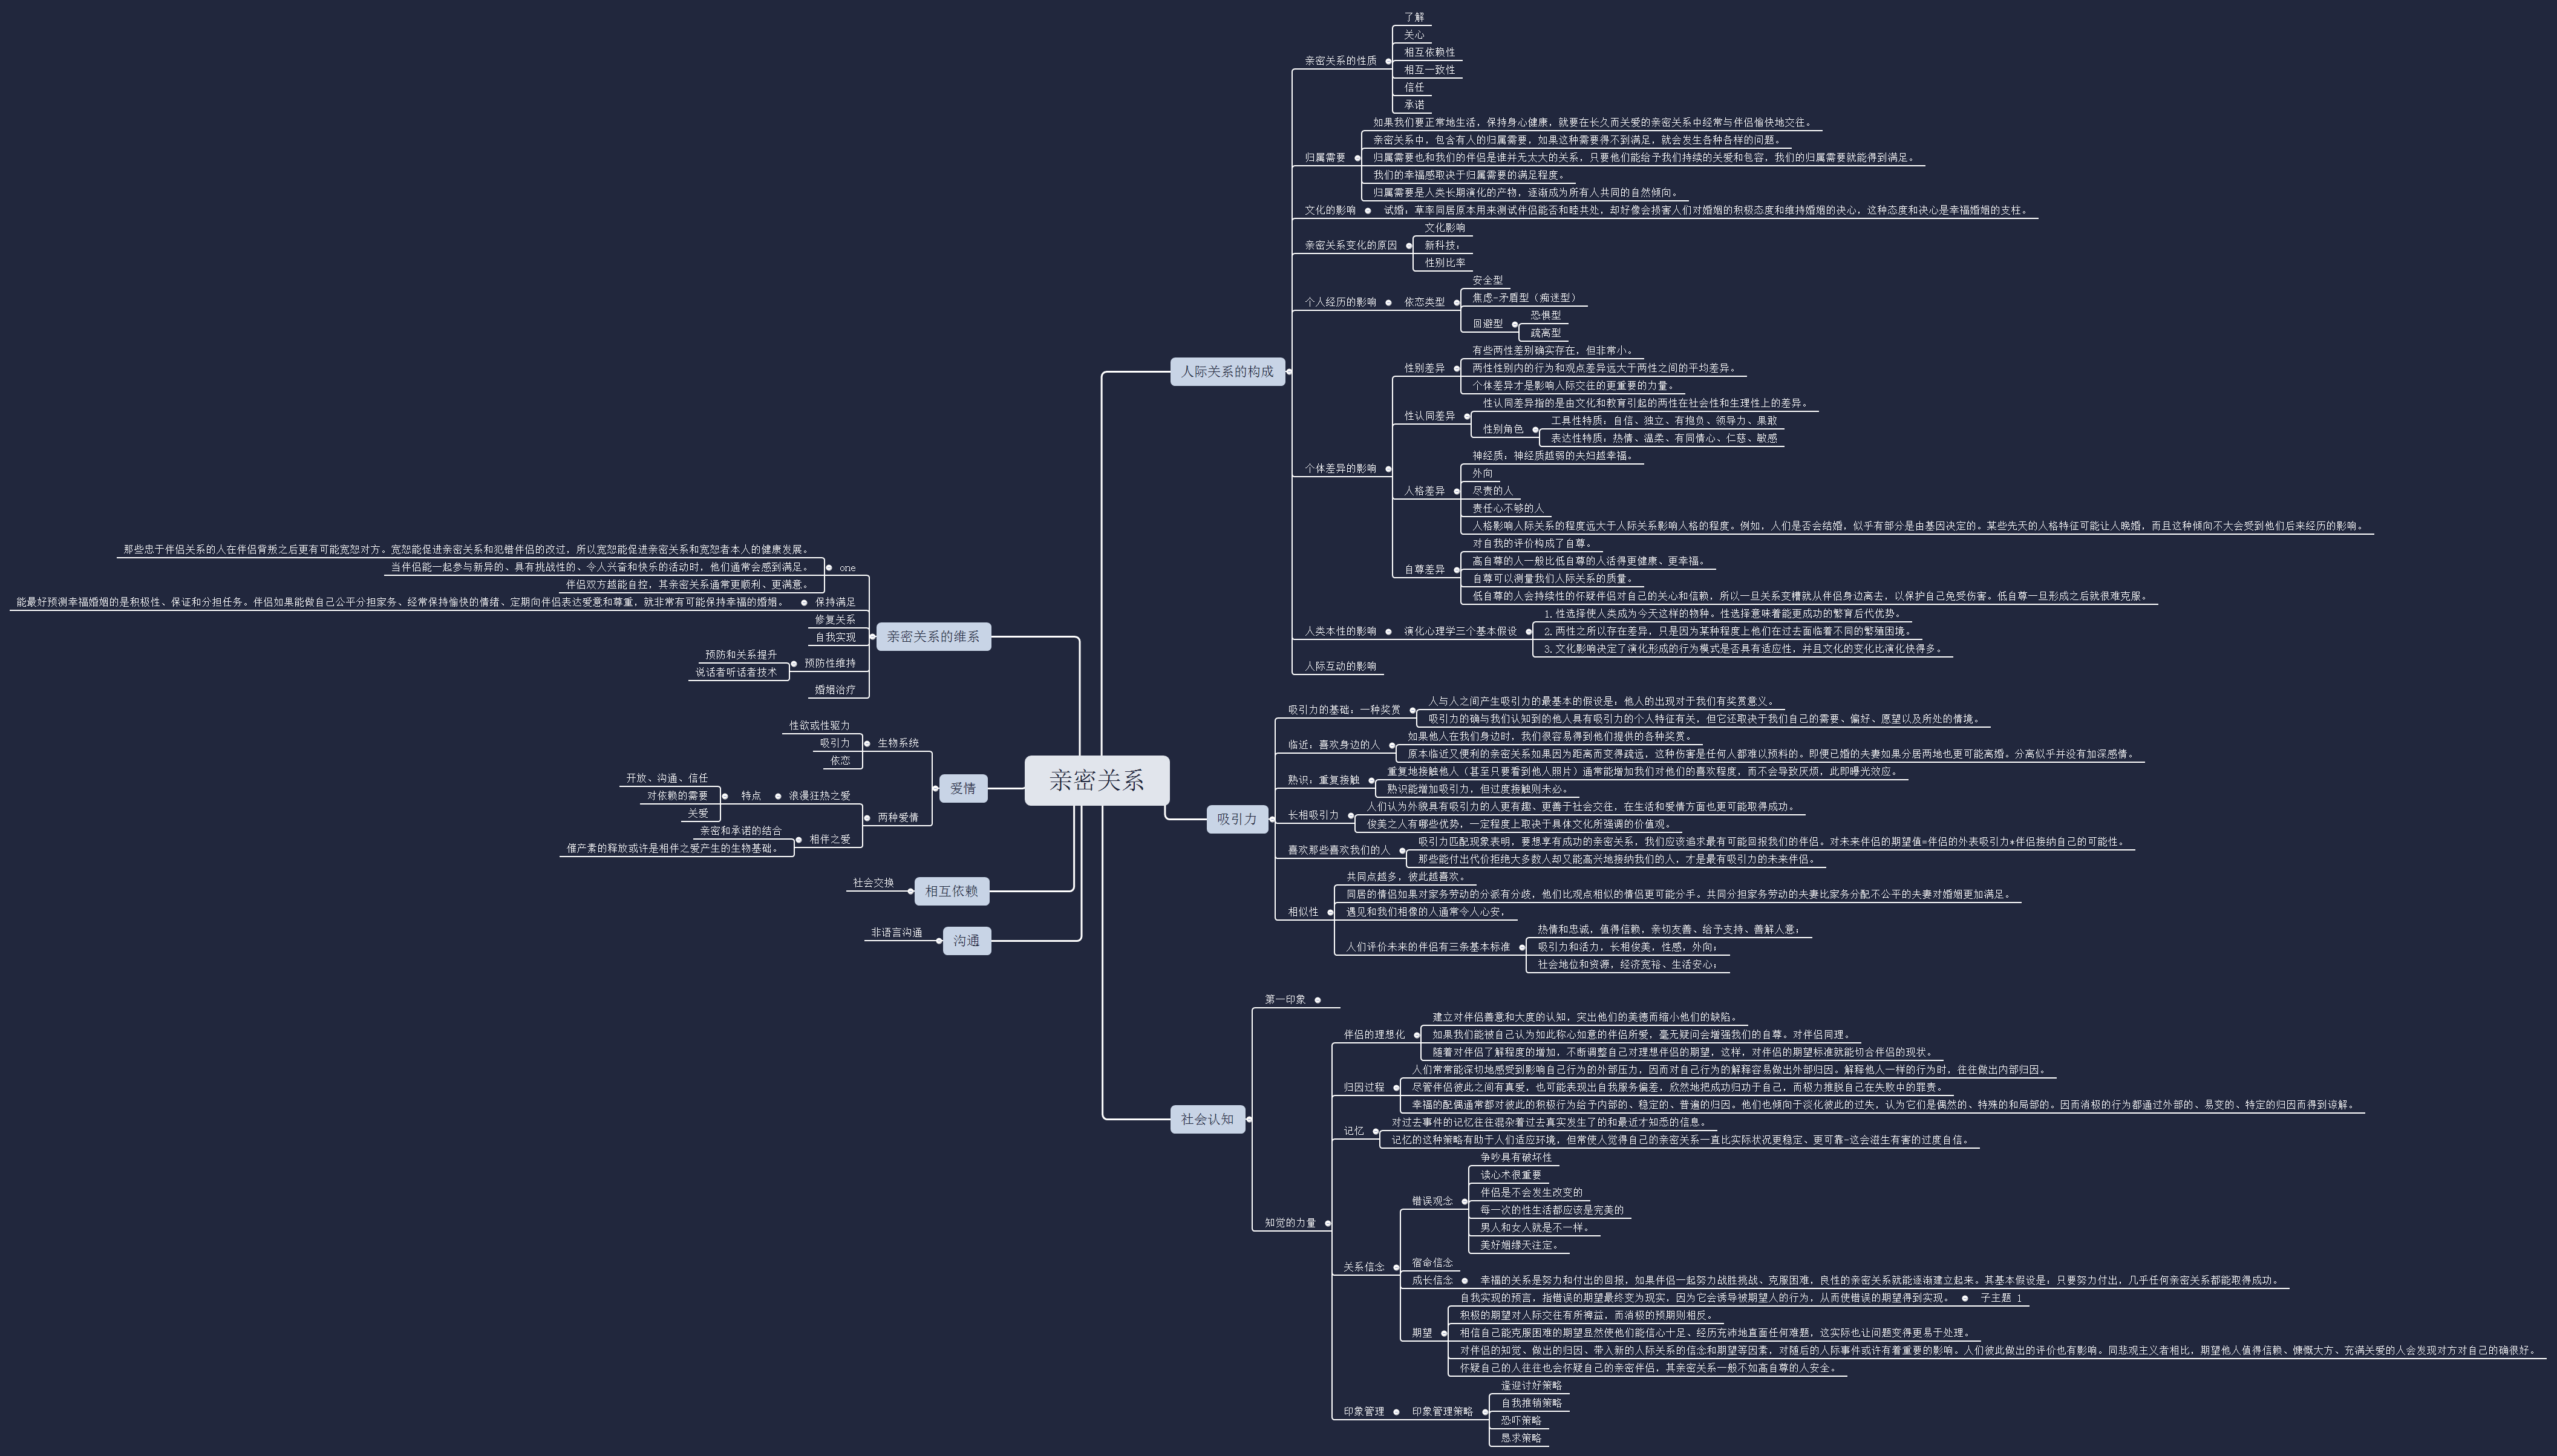 亲密关系
人际关系的构成
亲密关系的性质
了解
关心
相互依赖性
相互一致性
信任
承诺
归属需要
如果我们要正常地生活，保持身心健康，就要在长久而关爱的亲密关系中经常与伴侣愉快地交往。
亲密关系中，包含有人的归属需要，如果这种需要得不到满足，就会发生各种各样的问题。
归属需要也和我们的伴侣是谁并无太大的关系，只要他们能给予我们持续的关爱和包容，我们的归属需要就能得到满足。
我们的幸福感取决于归属需要的满足程度。
归属需要是人类长期演化的产物，逐渐成为所有人共同的自然倾向。
文化的影响
试婚：草率同居原本用来测试伴侣能否和睦共处，却好像会损害人们对婚姻的积极态度和维持婚姻的决心，这种态度和决心是幸福婚姻的支柱。
亲密关系变化的原因
文化影响
新科技：
性别比率
个人经历的影响
依恋类型
安全型
焦虑-矛盾型（痴迷型）
回避型
恐惧型
疏离型
个体差异的影响
性别差异
有些两性差别确实存在，但非常小。
两性性别内的行为和观点差异远大于两性之间的平均差异。
个体差异才是影响人际交往的更重要的力量。
性认同差异
性认同差异指的是由文化和教育引起的两性在社会性和生理性上的差异。
性别角色
工具性特质：自信、独立、有抱负、领导力、果敢
表达性特质：热情、温柔、有同情心、仁慈、敏感
人格差异
神经质：神经质越弱的夫妇越幸福。
外向
尽责的人
责任心不够的人
人格影响人际关系的程度远大于人际关系影响人格的程度。例如，人们是否会结婚，似乎有部分是由基因决定的。某些先天的人格特征可能让人晚婚，而且这种倾向不大会受到他们后来经历的影响。
自尊差异
对自我的评价构成了自尊。
高自尊的人一般比低自尊的人活得更健康、更幸福。
自尊可以测量我们人际关系的质量。
低自尊的人会持续性的怀疑伴侣对自己的关心和信赖，所以一旦关系变糟就从伴侣身边离去，以保护自己免受伤害。低自尊一旦形成之后就很难克服。
人类本性的影响
演化心理学三个基本假设
1.性选择使人类成为今天这样的物种。性选择意味着能更成功的繁育后代优势。
2.两性之所以存在差异，只是因为某种程度上他们在过去面临着不同的繁殖困境。
3.文化影响决定了演化形成的行为模式是否具有适应性，并且文化的变化比演化快得多。
人际互动的影响
吸引力
吸引力的基础：一种奖赏
人与人之间产生吸引力的最基本的假设是：他人的出现对于我们有奖赏意义。
吸引力的确与我们认知到的他人具有吸引力的个人特征有关，但它还取决于我们自己的需要、偏好、愿望以及所处的情境。
临近：喜欢身边的人
如果他人在我们身边时，我们很容易得到他们提供的各种奖赏。
原本临近又便利的亲密关系如果因为距离而变得疏远，这种伤害是任何人都难以预料的。即便已婚的夫妻如果分居两地也更可能离婚。分离似乎并没有加深感情。
熟识：重复接触
重复地接触他人（甚至只要看到他人照片）通常能增加我们对他们的喜欢程度，而不会导致厌烦，此即曝光效应。
熟识能增加吸引力，但过度接触则未必。
长相吸引力
人们认为外貌具有吸引力的人更有趣、更善于社会交往，在生活和爱情方面也更可能取得成功。
俊美之人有哪些优势，一定程度上取决于具体文化所强调的价值观。
喜欢那些喜欢我们的人
吸引力匹配现象表明，要想享有成功的亲密关系，我们应该追求最有可能回报我们的伴侣。对未来伴侣的期望值=伴侣的外表吸引力*伴侣接纳自己的可能性。
那些能付出代价拒绝大多数人却又能高兴地接纳我们的人，才是最有吸引力的未来伴侣。
相似性
共同点越多，彼此越喜欢。
同居的情侣如果对家务劳动的分派有分歧，他们比观点相似的情侣更可能分手。共同分担家务劳动的夫妻比家务分配不公平的夫妻对婚姻更加满足。
遇见和我们相像的人通常令人心安，
人们评价未来的伴侣有三条基本标准
热情和忠诚，值得信赖，亲切友善、给予支持、善解人意；
吸引力和活力，长相俊美，性感，外向；
社会地位和资源，经济宽裕、生活安心；
社会认知
第一印象
知觉的力量
伴侣的理想化
建立对伴侣善意和大度的认知，突出他们的美德而缩小他们的缺陷。
如果我们能被自己认为如此称心如意的伴侣所爱，毫无疑问会增强我们的自尊。对伴侣同理。
随着对伴侣了解程度的增加，不断调整自己对理想伴侣的期望，这样，对伴侣的期望标准就能切合伴侣的现状。
归因过程
人们常常能深切地感受到影响自己行为的外部压力，因而对自己行为的解释容易做出外部归因。解释他人一样的行为时，往往做出内部归因。
尽管伴侣彼此之间有真爱，也可能表现出自我服务偏差，欣然地把成功归功于自己，而极力推脱自己在失败中的罪责。
幸福的配偶通常都对彼此的积极行为给予内部的、稳定的、普遍的归因。他们也倾向于淡化彼此的过失，认为它们是偶然的、特殊的和局部的。因而消极的行为都通过外部的、易变的、特定的归因而得到谅解。
记忆
对过去事件的记忆往往混杂着过去真实发生了的和最近才知悉的信息。
记忆的这种策略有助于人们适应环境，但常使人觉得自己的亲密关系一直比实际状况更稳定、更可靠-这会滋生有害的过度自信。
关系信念
错误观念
争吵具有破坏性
读心术很重要
伴侣是不会发生改变的
每一次的性生活都应该是完美的
男人和女人就是不一样。
美好姻缘天注定。
宿命信念
成长信念
幸福的关系是努力和付出的回报，如果伴侣一起努力战胜挑战、克服困难，良性的亲密关系就能逐渐建立起来。其基本假设是：只要努力付出，几乎任何亲密关系都能取得成功。
期望
自我实现的预言，指错误的期望最终变为现实，因为它会诱导被期望人的行为，从而使错误的期望得到实现。
子主题 1
积极的期望对人际交往有所裨益，而消极的预期则相反。
相信自己能克服困难的期望显然使他们能信心十足、经历充沛地直面任何难题，这实际也让问题变得更易于处理。
对伴侣的知觉、做出的归因、带入新的人际关系的信念和期望等因素，对随后的人际事件或许有着重要的影响。人们彼此做出的评价也有影响。同悲观主义者相比，期望他人值得信赖、慷慨大方、充满关爱的人会发现对方对自己的确很好。
怀疑自己的人往往也会怀疑自己的亲密伴侣，其亲密关系一般不如高自尊的人安全。
印象管理
印象管理策略
逢迎讨好策略
自我推销策略
恐吓策略
恳求策略
亲密关系的维系
one
那些忠于伴侣关系的人在伴侣背叛之后更有可能宽恕对方。宽恕能促进亲密关系和犯错伴侣的改过，所以宽恕能促进亲密关系和宽恕者本人的健康发展。
当伴侣能一起参与新异的、具有挑战性的、令人兴奋和快乐的活动时，他们通常会感到满足。
伴侣双方越能自控，其亲密关系通常更顺利、更满意。
保持满足
能最好预测幸福婚姻的是积极性、保证和分担任务。伴侣如果能做自己公平分担家务、经常保持愉快的情绪、定期向伴侣表达爱意和尊重，就非常有可能保持幸福的婚姻。
修复关系
自我实现
预防性维持
预防和关系提升
说话者听话者技术
婚姻治疗
爱情
生物系统
性欲或性驱力
吸引力
依恋
两种爱情
浪漫狂热之爱
特点
开放、沟通、信任
对依赖的需要
关爱
相伴之爱
亲密和承诺的结合
催产素的释放或许是相伴之爱产生的生物基础。
相互依赖
社会交换
沟通
非语言沟通